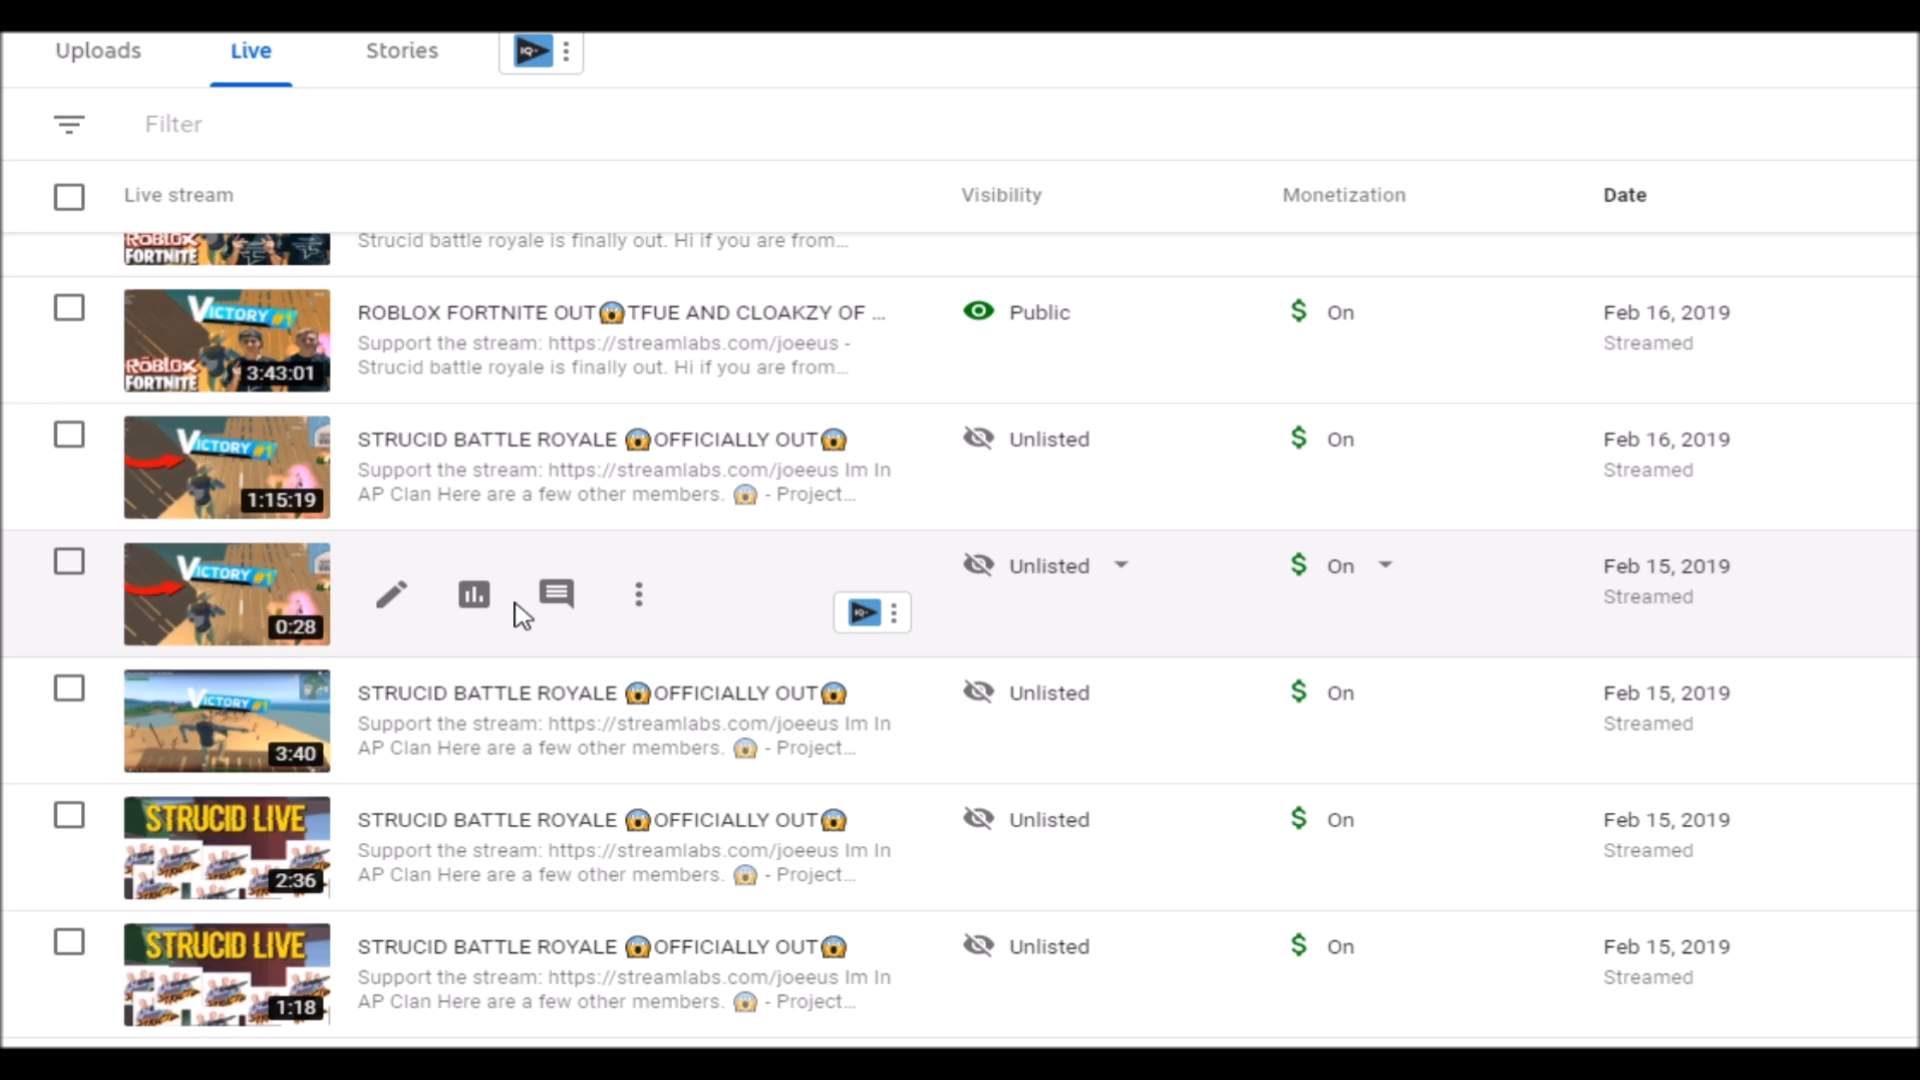 Uploads
Live
Stories
IQ
Filter
Live stream
Visibility
Monetization
Date
ROBLOX
FORTNITE
Strucid battle royale is finally out. Hi if you are from...
VICTORY #1
ROBLOX
FORTNITE
3:43:01
ROBLOX FORTNITE OUT😱TFUE AND CLOAKZY OF ...
Support the stream: https://streamlabs.com/joeeus -
Strucid battle royale is finally out. Hi if you are from...
Public
$ On
Feb 16, 2019
Streamed
VICTORY #1
1:15:19
STRUCID BATTLE ROYALE 😱OFFICIALLY OUT😱
Support the stream: https://streamlabs.com/joeeus Im In
AP Clan Here are a few other members. 😱 - Project...
Unlisted
$ On
Feb 16, 2019
Streamed
VICTORY #1
0:28
IQ
Unlisted
$ On
Feb 15, 2019
Streamed
VICTORY #1
3:40
STRUCID BATTLE ROYALE 😱OFFICIALLY OUT😱
Support the stream: https://streamlabs.com/joeeus Im In
AP Clan Here are a few other members. 😱 - Project...
Unlisted
$ On
Feb 15, 2019
Streamed
STRUCID LIVE
2:36
STRUCID BATTLE ROYALE 😱OFFICIALLY OUT😱
Support the stream: https://streamlabs.com/joeeus Im In
AP Clan Here are a few other members. 😱 - Project...
Unlisted
$ On
Feb 15, 2019
Streamed
STRUCID LIVE
1:18
STRUCID BATTLE ROYALE 😱OFFICIALLY OUT😱
Support the stream: https://streamlabs.com/joeeus Im In
AP Clan Here are a few other members. 😱 - Project...
Unlisted
$ On
Feb 15, 2019
Streamed